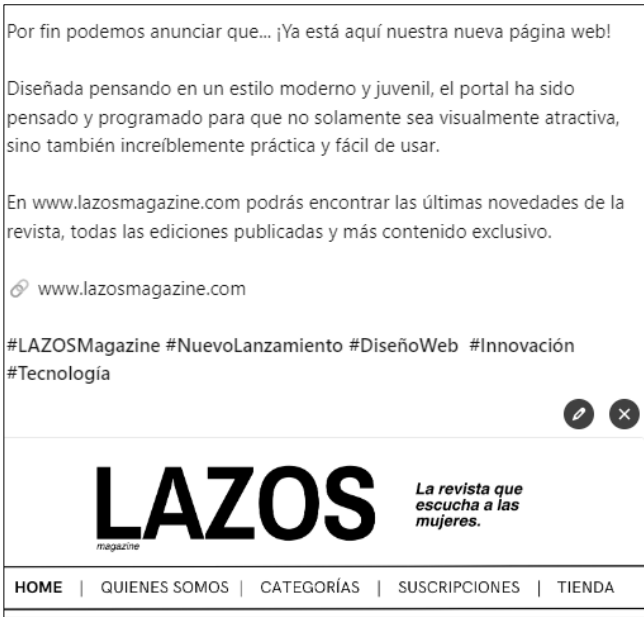 Por fin podemos anunciar que... ¡Ya está aquí nuestra nueva página web!
Diseñada pensando en un estilo moderno y juvenil, el portal ha sido
pensado y programado para que no solamente sea visualmente atractiva,
sino también increíblemente práctica y fácil de usar.
En www.lazosmagazine.com podrás encontrar las últimas novedades de la
revista, todas las ediciones publicadas y más contenido exclusivo.
www.lazosmagazine.com
#LAZOSMagazine #NuevoLanzamiento #DiseñoWeb #Innovación
#Tecnología
LAZOS
magazine
La revista que
escucha a las
mujeres.
HOME | QUIENES SOMOS | CATEGORÍAS | SUSCRIPCIONES | TIENDA